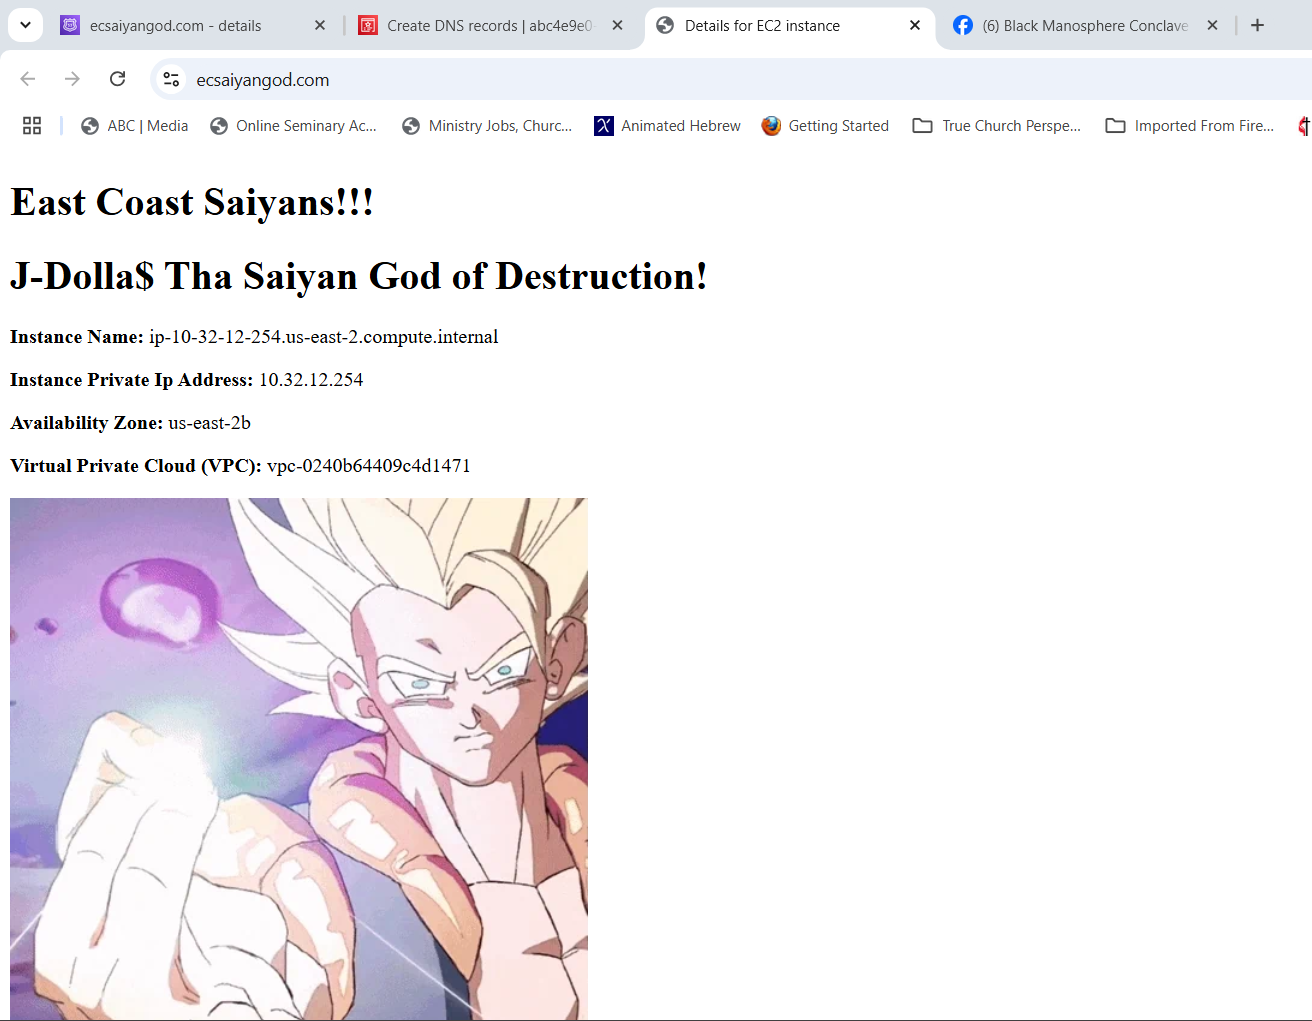 ecsaiyangod.com - details
Create DNS records | abc4e9e0-
Details for EC2 instance
(6) Black Manosphere Conclave
ecsaiyangod.com
ABC | Media
Online Seminary Ac...
Ministry Jobs, Churc...
Animated Hebrew
Getting Started
True Church Perspe...
Imported From Fire...
East Coast Saiyans!!!
J-Dolla$ Tha Saiyan God of Destruction!
Instance Name: ip-10-32-12-254.us-east-2.compute.internal
Instance Private Ip Address: 10.32.12.254
Availability Zone: us-east-2b
Virtual Private Cloud (VPC): vpc-0240b64409c4d1471